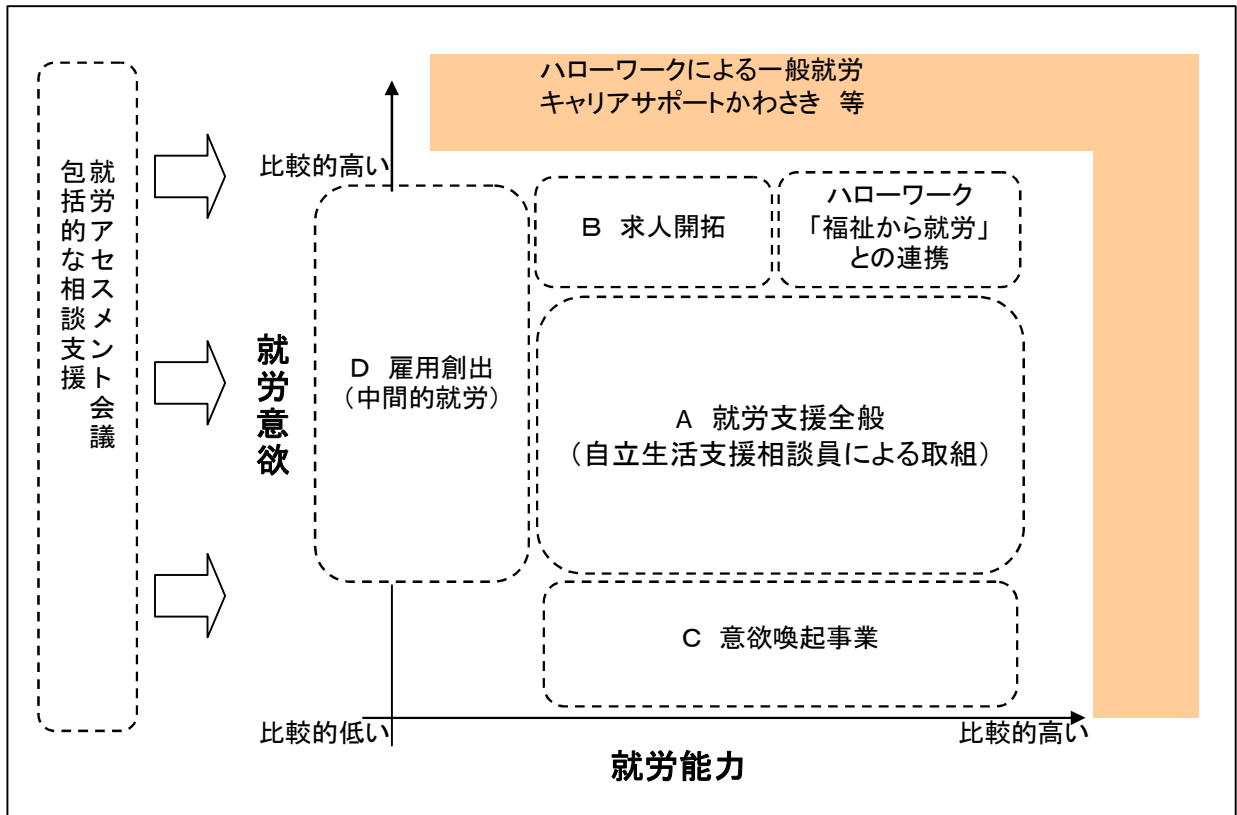 就労アセスメント会議
包括的な相談支援
ハローワークによる一般就労
キャリアサポートかわさき 等
比較的高い
B 求人開拓
ハローワーク
「福祉から就労」
との連携
就労意欲
D 雇用創出
(中間的就労)
A 就労支援全般
(自立生活支援相談員による取組)
C 意欲喚起事業
比較的低い
比較的高い
就労能力